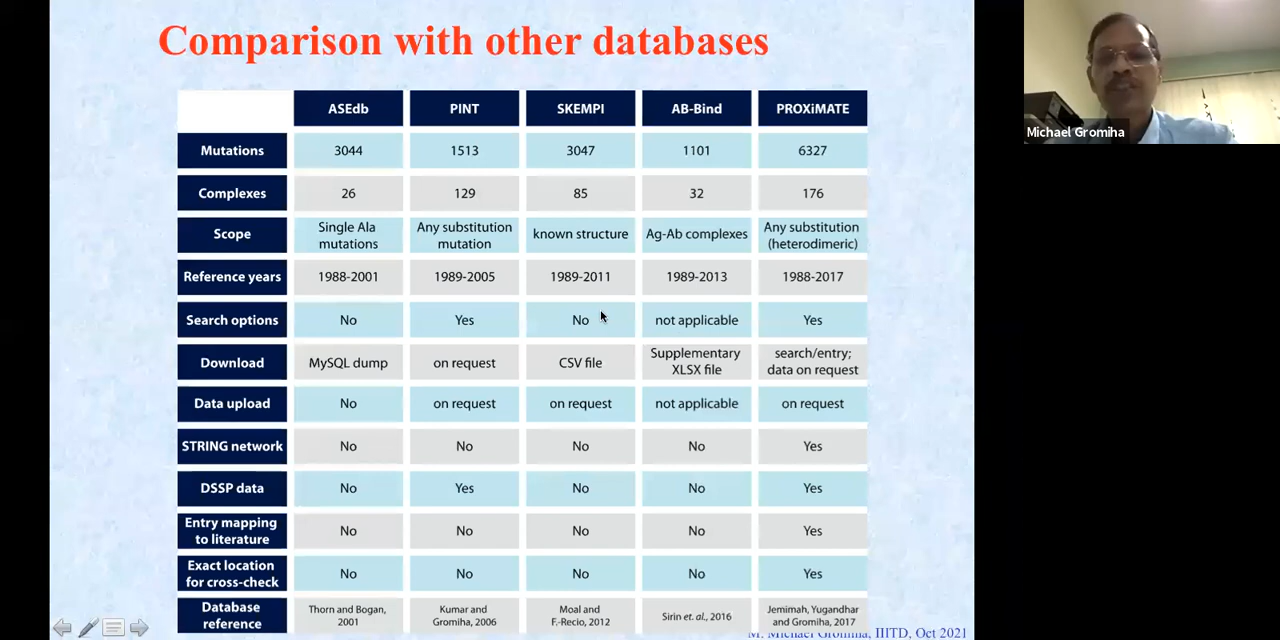 Comparison with other databases
ASEdb PINT SKEMPI AB-Bind PROXiMATE
Mutations 3044 1513 3047 1101 6327
Complexes 26 129 85 32 176
Scope Single Ala mutations Any substitution mutation known structure Ag-Ab complexes Any substitution (heterodimeric)
Reference years 1988-2001 1989-2005 1989-2011 1989-2013 1988-2017
Search options No Yes No not applicable Yes
Download MySQL dump on request CSV file Supplementary XLSX file search/entry; data on request
Data upload No on request on request not applicable on request
STRING network No No No No Yes
DSSP data No Yes No No Yes
Entry mapping to literature No No No No Yes
Exact location for cross-check No No No No Yes
Database reference Thorn and Bogan, 2001 Kumar and Gromiha, 2006 Moal and F.-Recio, 2012 Sirin et. al., 2016 Jemimah, Yugandhar and Gromiha, 2017
M. Michael Gromiha, IIITD, Oct 2021
Michael Gromiha